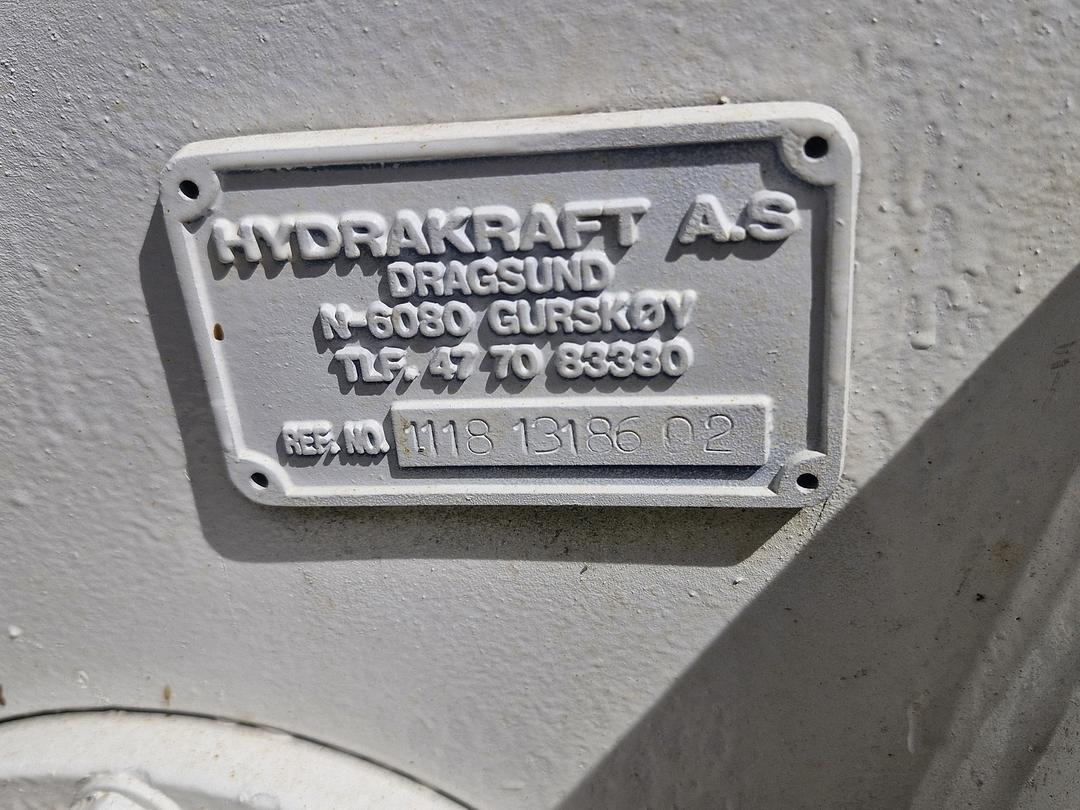 HYDRAKRAFT A.S
DRAGSUND
N-6080 GURSKØY
TLF. 47 70 83380
REF. NO. 1118 13186 02